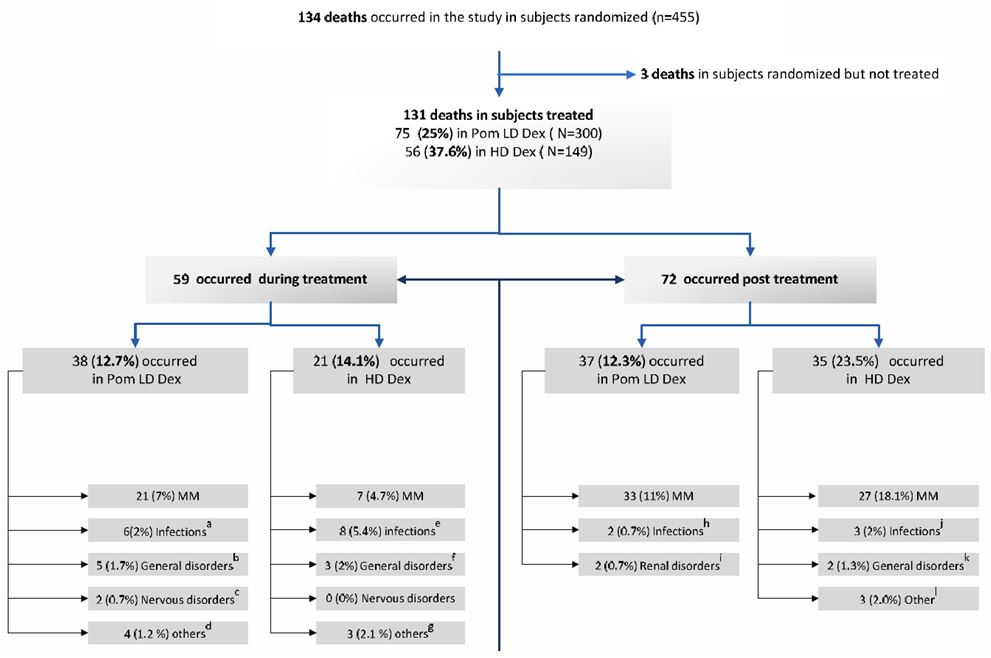 134 deaths occurred in the study in subjects randomized (n=455)
3 deaths in subjects randomized but not treated
131 deaths in subjects treated
75 (25%) in Pom LD Dex ( N=300)
56 (37.6%) in HD Dex ( N=149)
59 occurred during treatment
72 occurred post treatment
38 (12.7%) occurred
in Pom LD Dex
21 (14.1%) occurred
in HD Dex
37 (12.3%) occurred
in Pom LD Dex
35 (23.5%) occurred
in HD Dex
21 (7%) MM
6(2%) Infections a
5 (1.7%) General disorders b
2 (0.7%) Nervous disorders c
4 (1.2 %) others d
7 (4.7%) MM
8 (5.4%) infections e
3 (2%) General disorders f
0 (0%) Nervous disorders
3 (2.1 %) others g
33 (11%) MM
2 (0.7%) Infections h
2 (0.7%) Renal disorders i
27 (18.1%) MM
3 (2%) Infections j
2 (1.3%) General disorders k
3 (2.0%) Other l